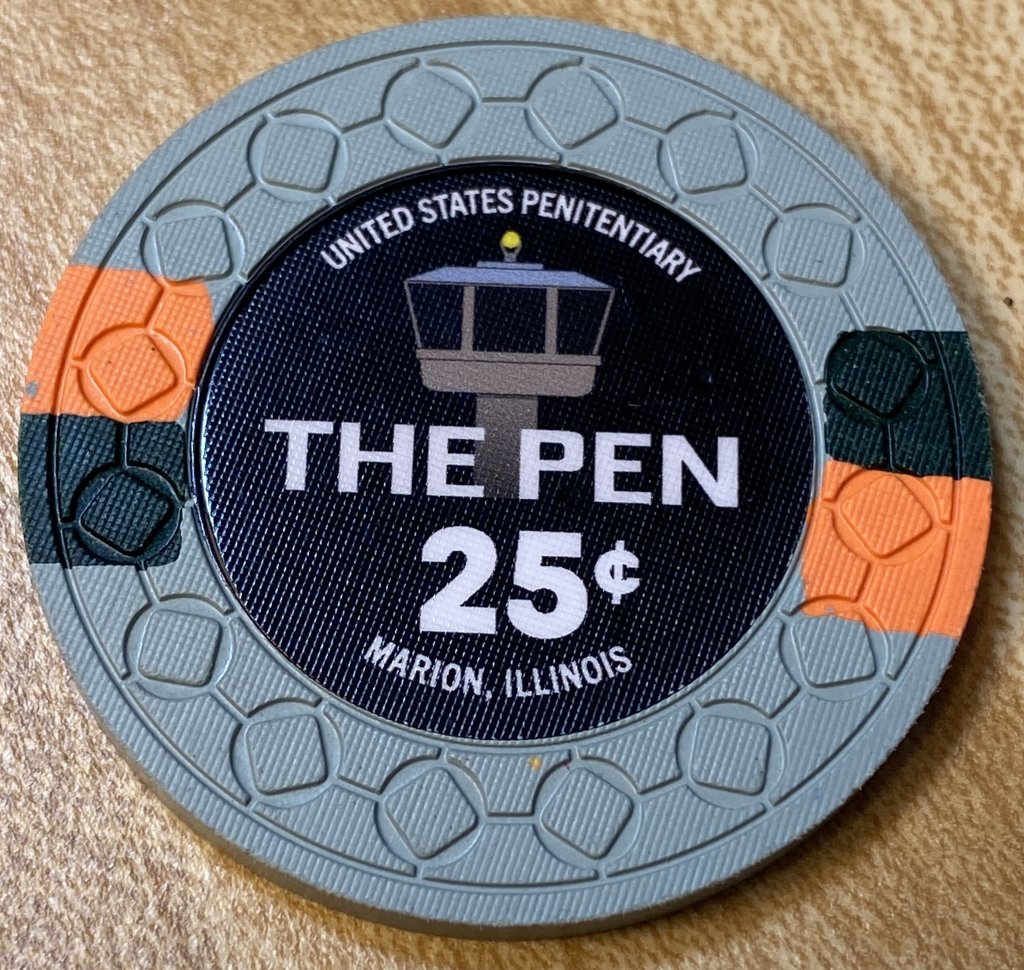 UNITED STATES PENITENTIARY
THE PEN
25¢
MARION, ILLINOIS